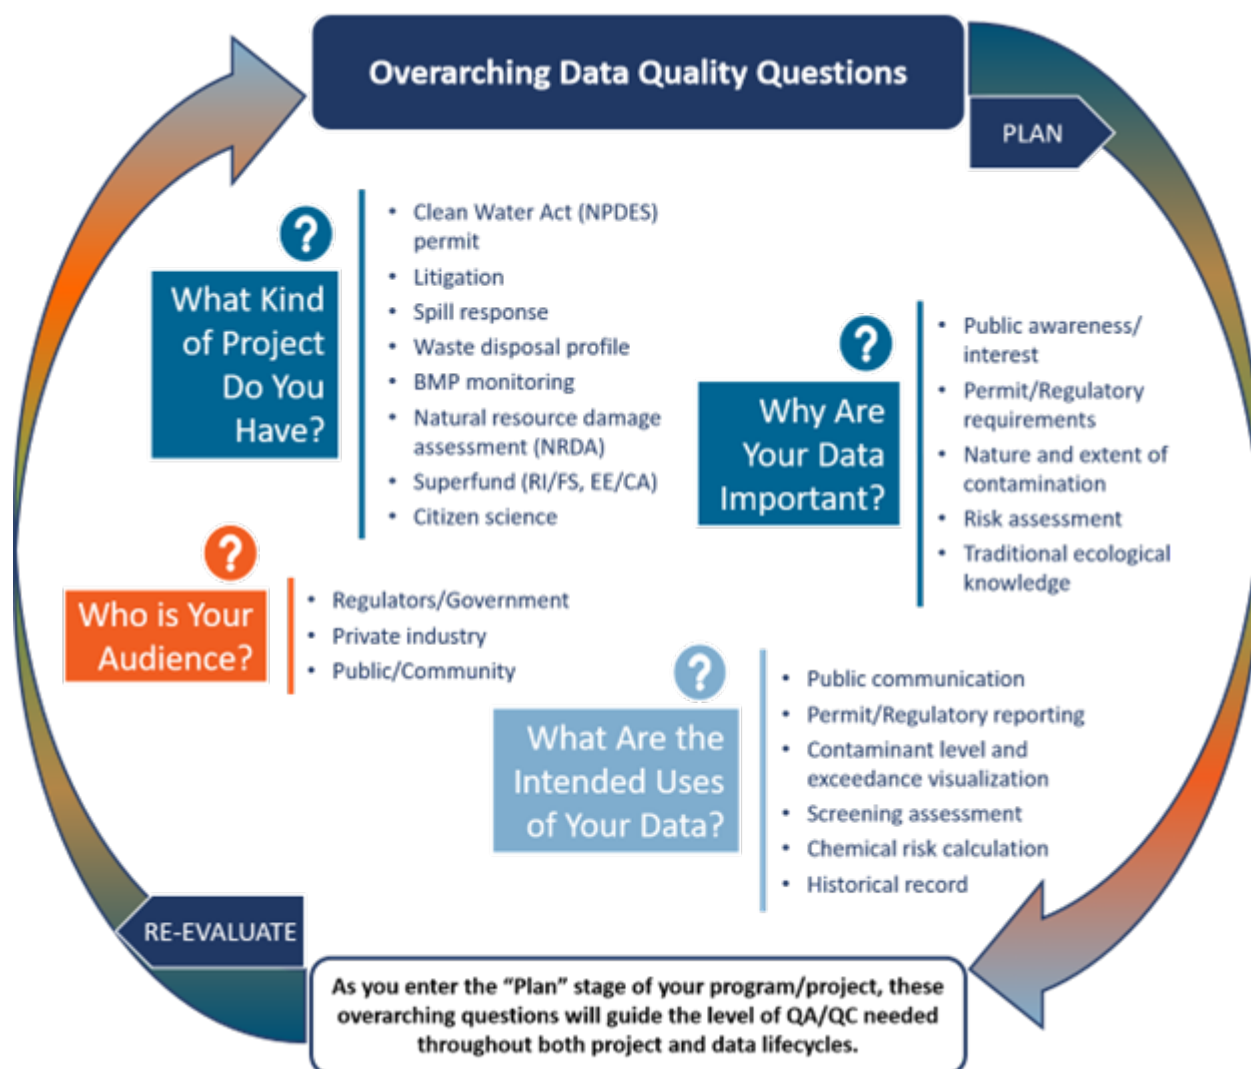 Overarching Data Quality Questions
PLAN
?
What Kind
of Project
Do You
Have?
• Clean Water Act (NPDES)
permit
• Litigation
• Spill response
• Waste disposal profile
• BMP monitoring
• Natural resource damage
assessment (NRDA)
• Superfund (RI/FS, EE/CA)
• Citizen science
?
Why Are
Your Data
Important?
• Public awareness/
interest
• Permit/Regulatory
requirements
• Nature and extent of
contamination
• Risk assessment
• Traditional ecological
knowledge
?
Who is Your
Audience?
• Regulators/Government
• Private industry
• Public/Community
?
What Are the
Intended Uses
of Your Data?
• Public communication
• Permit/Regulatory reporting
• Contaminant level and
exceedance visualization
• Screening assessment
• Chemical risk calculation
• Historical record
RE-EVALUATE
As you enter the “Plan” stage of your program/project, these
overarching questions will guide the level of QA/QC needed
throughout both project and data lifecycles.